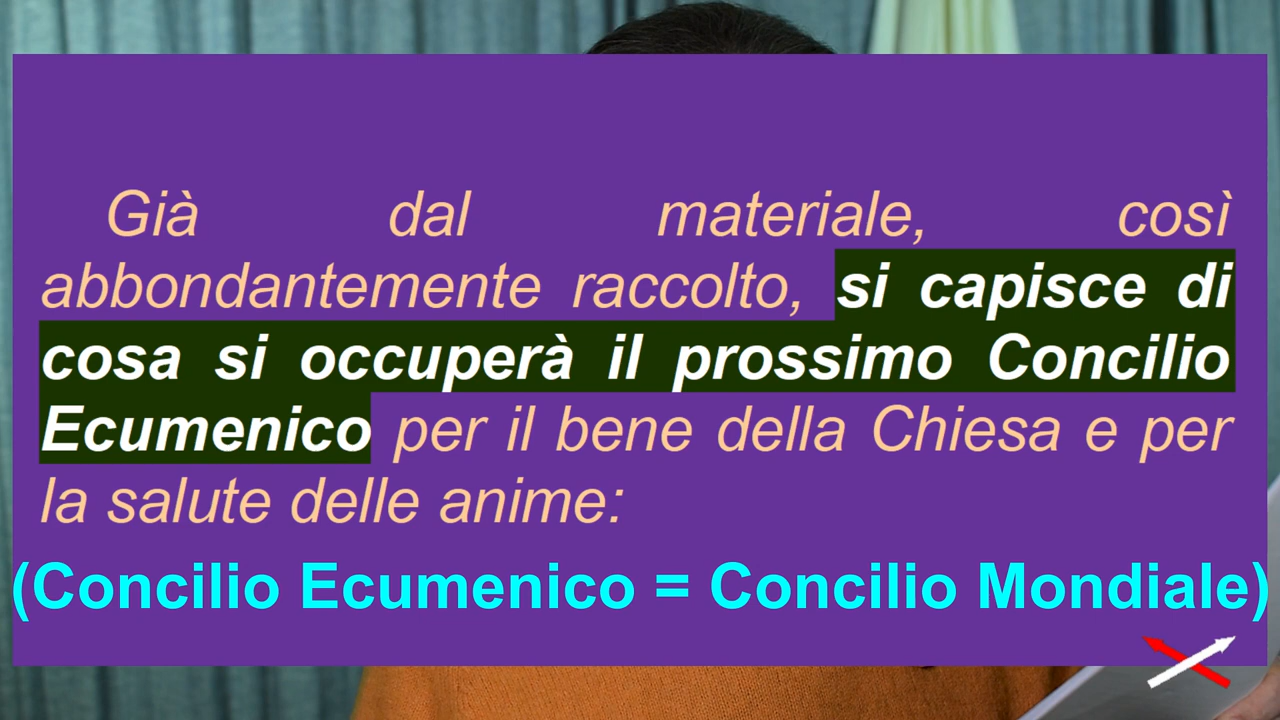 Già dal materiale, così
abbondantemente raccolto, si capisce di
cosa si occuperà il prossimo Concilio
Ecumenico per il bene della Chiesa e per
la salute delle anime:
(Concilio Ecumenico = Concilio Mondiale)